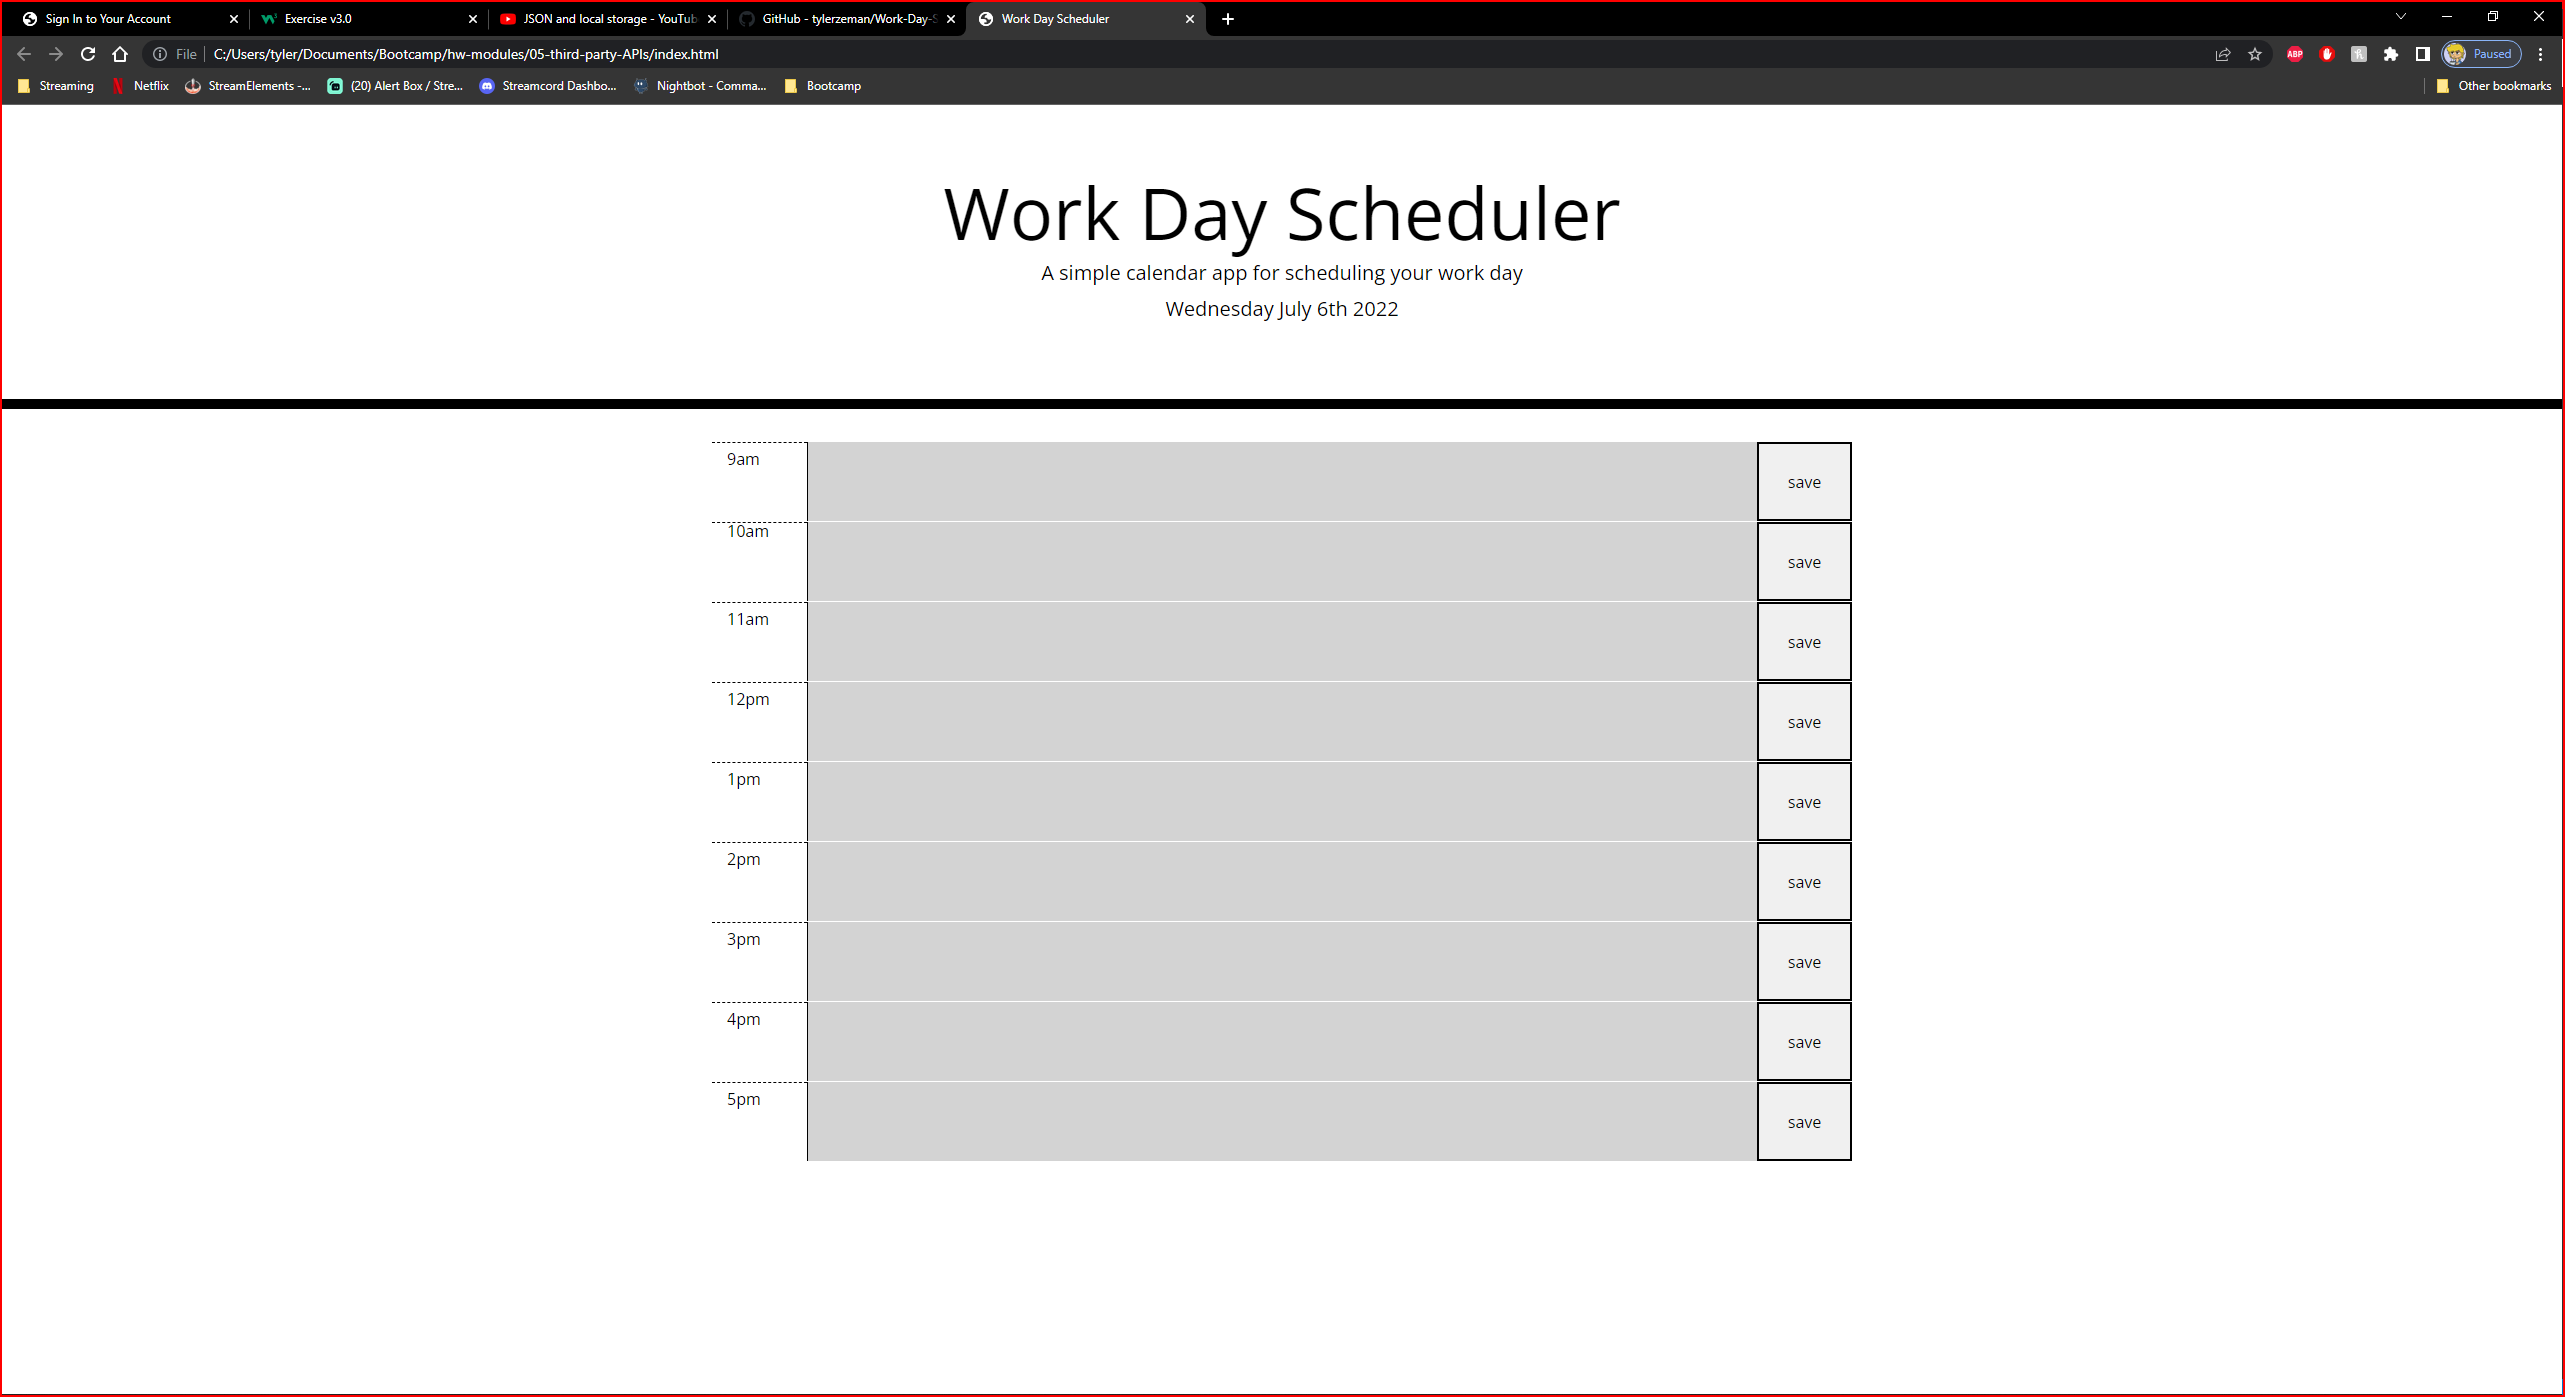 Sign In to Your Account
Exercise v3.0
JSON and local storage - YouTub
GitHub - tylerzeman/Work-Day-S
Work Day Scheduler
File
C:/Users/tyler/Documents/Bootcamp/hw-modules/05-third-party-APIs/index.html
ABP
Paused
Streaming
Netflix
StreamElements -...
(20) Alert Box / Stre...
Streamcord Dashbo...
Nightbot - Comma...
Bootcamp
Other bookmarks
Work Day Scheduler
A simple calendar app for scheduling your work day
Wednesday July 6th 2022
9am
save
10am
save
11am
save
12pm
save
1pm
save
2pm
save
3pm
save
4pm
save
5pm
save